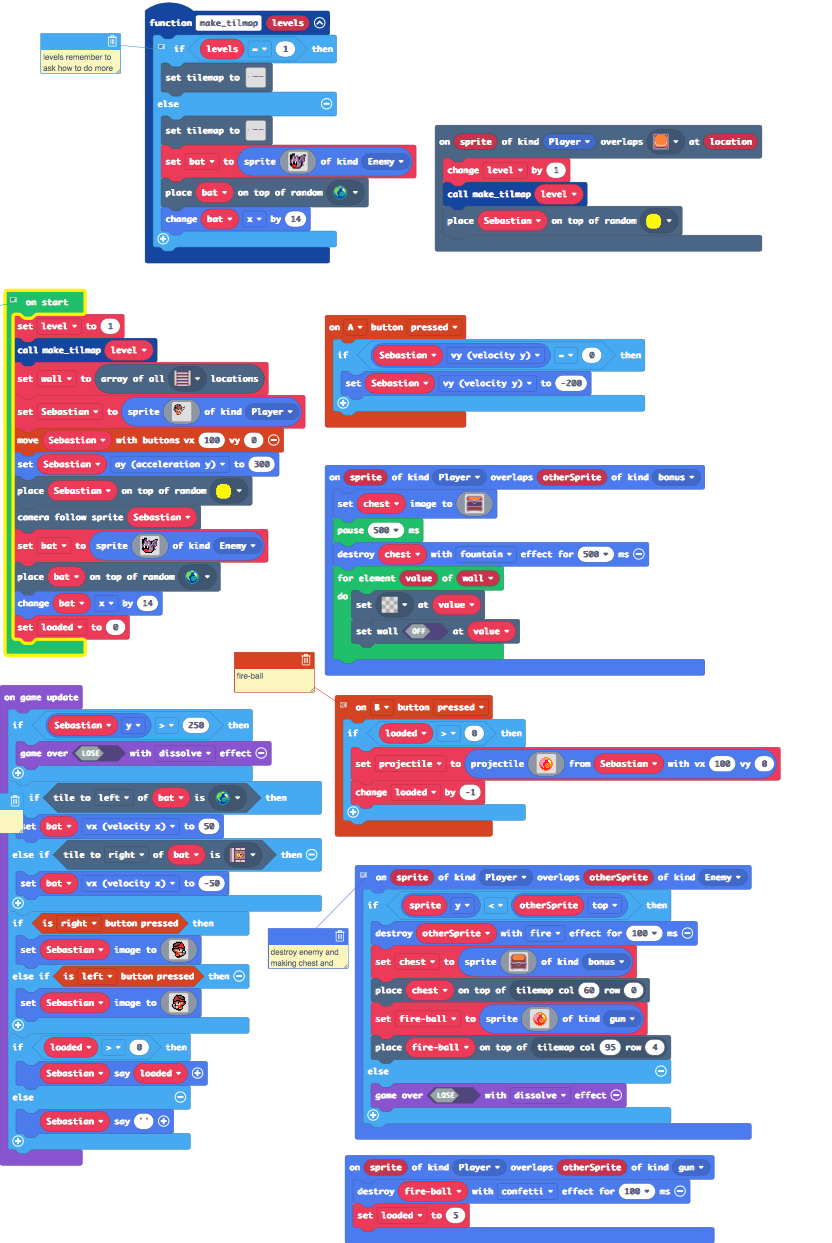 function make_tilmap levels
levels remember to
ask how to do more
if levels = 1 then
set tilemap to
else
set tilemap to
set bat to sprite of kind Enemy
place bat on top of random
change bat x by 14
on sprite of kind Player overlaps at location
change level by 1
call make_tilmap level
place Sebastian on top of random
on start
set level to 1
call make_tilmap level
set wall to array of all locations
set Sebastian to sprite of kind Player
move Sebastian with buttons vx 100 vy 0
set Sebastian ay (acceleration y) to 300
place Sebastian on top of random
camera follow sprite Sebastian
set bat to sprite of kind Enemy
place bat on top of random
change bat x by 14
set loaded to 0
on A button pressed
if Sebastian vy (velocity y) = 0 then
set Sebastian vy (velocity y) to -200
on sprite of kind Player overlaps otherSprite of kind bonus
set chest image to
pause 500 ms
destroy chest with fountain effect for 500 ms
for element value of wall
do set at value
set wall OFF at value
fire-ball
on B button pressed
if loaded > 0 then
set projectile to projectile from Sebastian with vx 100 vy 0
change loaded by -1
on game update
if Sebastian y > 250 then
game over LOSE with dissolve effect
if tile to left of bat is then
set bat vx (velocity x) to 50
else if tile to right of bat is then
set bat vx (velocity x) to -50
if is right button pressed then
set Sebastian image to
else if is left button pressed then
set Sebastian image to
if loaded > 0 then
Sebastian say loaded
else
Sebastian say " "
destroy enemy and
making chest and
on sprite of kind Player overlaps otherSprite of kind Enemy
if sprite y < otherSprite top then
destroy otherSprite with fire effect for 100 ms
set chest to sprite of kind bonus
place chest on top of tilemap col 60 row 0
set fire-ball to sprite of kind gun
place fire-ball on top of tilemap col 95 row 4
else
game over LOSE with dissolve effect
on sprite of kind Player overlaps otherSprite of kind gun
destroy fire-ball with confetti effect for 100 ms
set loaded to 5